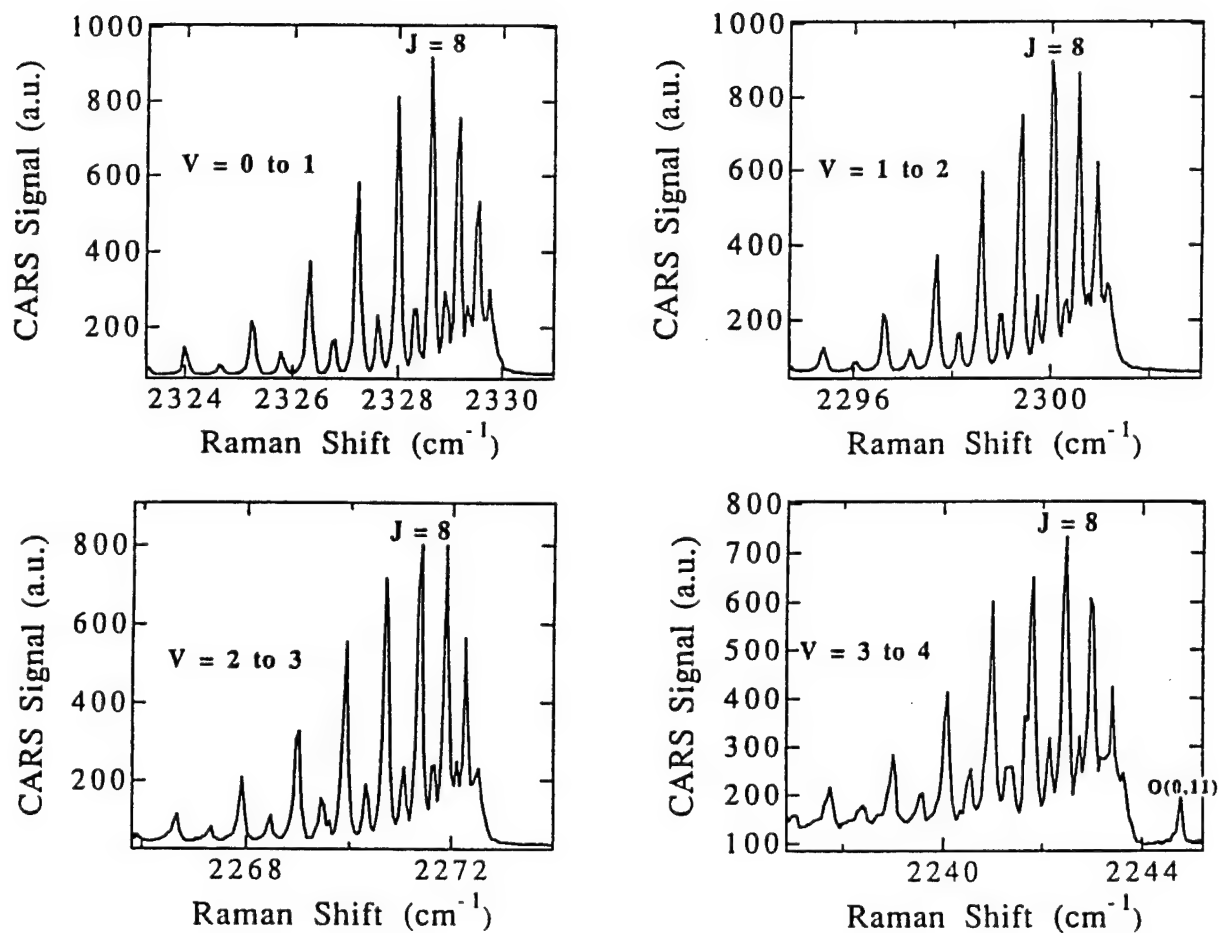 1000
800
600
400
200
CARS Signal (a.u.)
J = 8
V = 0 to 1
2324 2326 2328 2330
Raman Shift (cm-1)
1000
800
600
400
200
CARS Signal (a.u.)
J = 8
V = 1 to 2
2296 2300
Raman Shift (cm-1)
800
600
400
200
CARS Signal (a.u.)
J = 8
V = 2 to 3
2268 2272
Raman Shift (cm-1)
800
700
600
500
400
300
200
100
CARS Signal (a.u.)
J = 8
V = 3 to 4
O(0,11)
2240 2244
Raman Shift (cm-1)